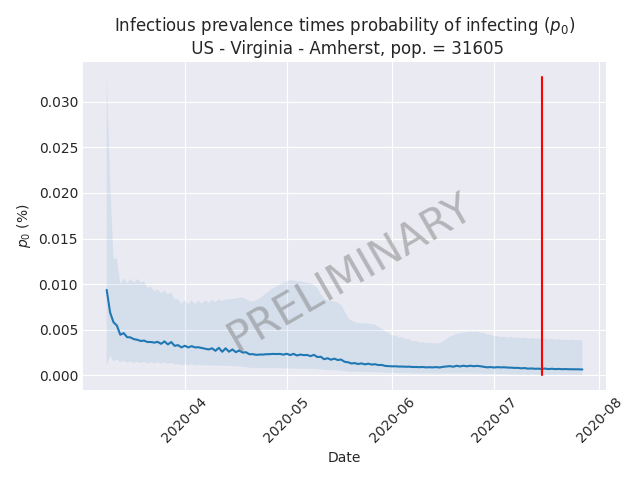 Infectious prevalence times probability of infecting (p₀)
US - Virginia - Amherst, pop. = 31605
p₀ (%)
0.030
0.025
0.020
0.015
0.010
0.005
0.000
PRELIMINARY
2020-04
2020-05
2020-06
2020-07
2020-08
Date